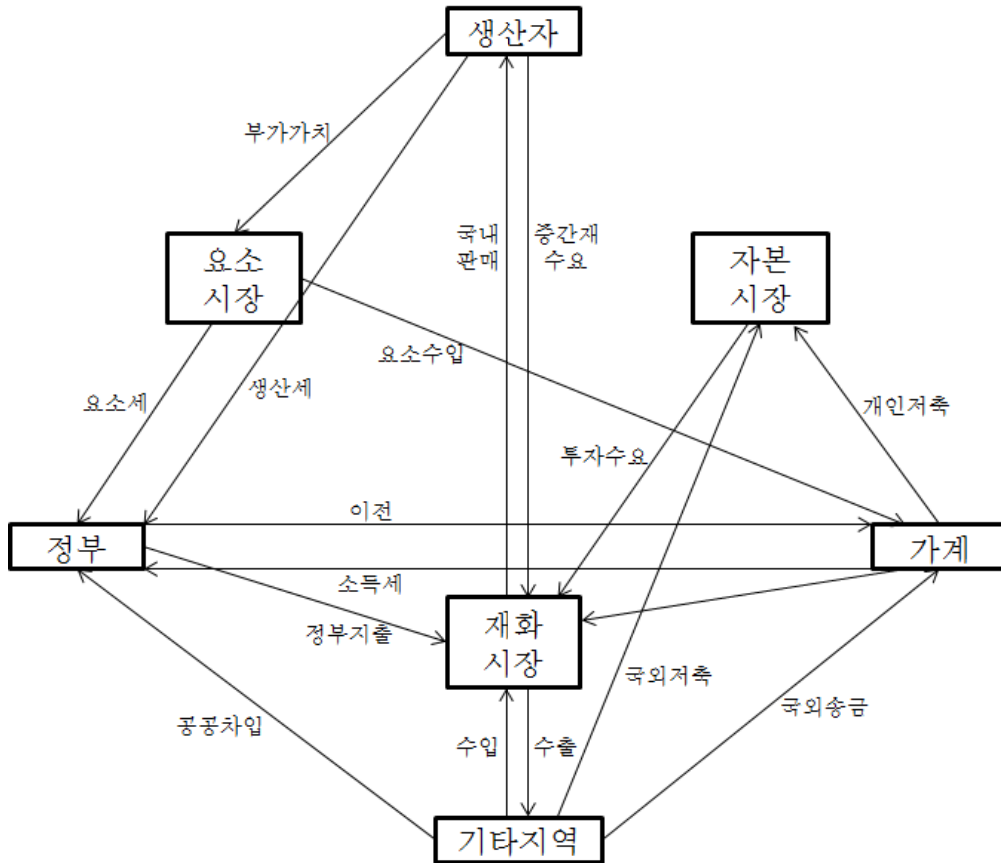 생산자
부가가치
요소
시장
국내
판매
중간재
수요
자본
시장
요소수입
생산세
요소세
개인저축
투자수요
이전
정부
가계
소득세
정부지출
재화
시장
국외저축
공공차입
국외송금
수입
수출
기타지역